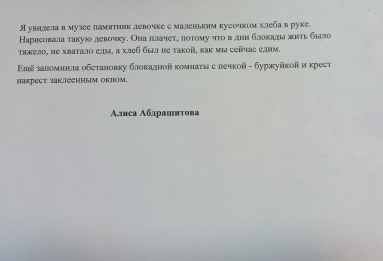 Я увидела в музее памятник девочке с маленьким кусочком хлеба в руке.
Нарисовала такую девочку. Она плачет, потому что в дни блокады жить было
тяжело, не хватало еды, а хлеб был не такой, как мы сейчас едим.
Ещё запомнила обстановку блокадной комнаты с печкой - буржуйкой и крест
накрест заклеенным окном.
Алиса Абдрашитова